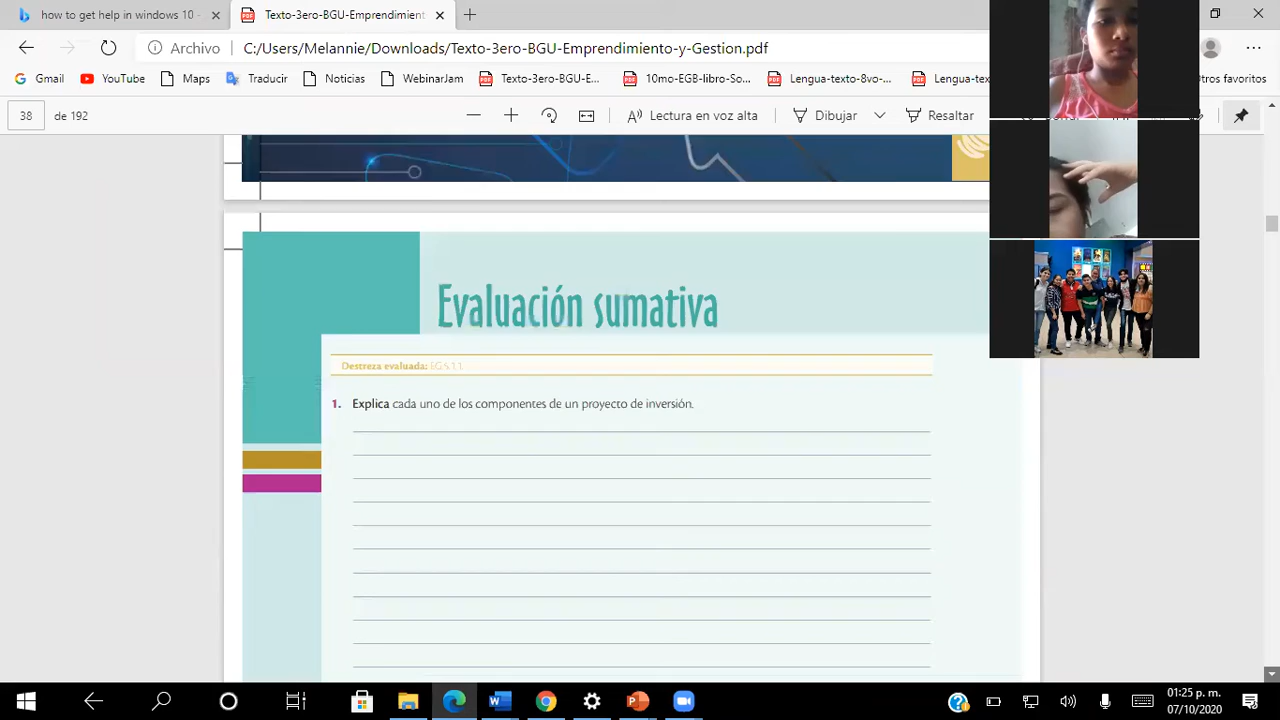 how to get help in windows 10 -
Texto-3ero-BGU-Emprendimient
Archivo
C:/Users/Melannie/Downloads/Texto-3ero-BGU-Emprendimiento-y-Gestion.pdf
Gmail
YouTube
Maps
Traducir
Noticias
WebinarJam
Texto-3ero-BGU-E...
10mo-EGB-libro-So...
Lengua-texto-8vo-...
Lengua-tex
Otros favoritos
38 de 192
Lectura en voz alta
Dibujar
Resaltar
Evaluación sumativa
Destreza evaluada:
1. Explica cada uno de los componentes de un proyecto de inversión.
01:25 p. m.
07/10/2020